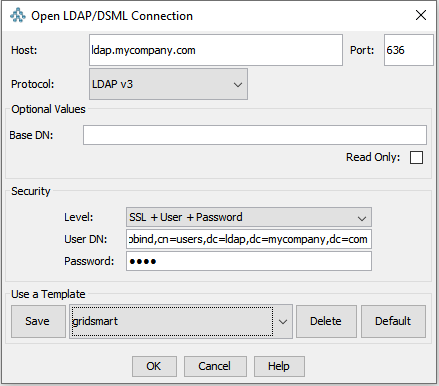 Open LDAP/DSML Connection
Host: ldap.mycompany.com Port: 636
Protocol: LDAP v3
Optional Values
Base DN:
Read Only:
Security
Level: SSL + User + Password
User DN: bind,cn=users,dc=ldap,dc=mycompany,dc=com
Password: ●●●●
Use a Template
Save gridsmart Delete Default
OK Cancel Help